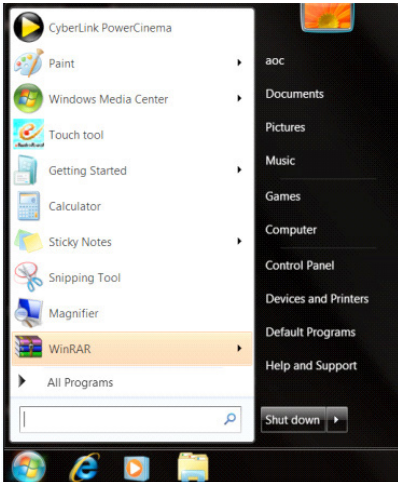 CyberLink PowerCinema
Paint
Windows Media Center
Touch tool
Getting Started
Calculator
Sticky Notes
Snipping Tool
Magnifier
WinRAR
All Programs
aoc
Documents
Pictures
Music
Games
Computer
Control Panel
Devices and Printers
Default Programs
Help and Support
Shut down